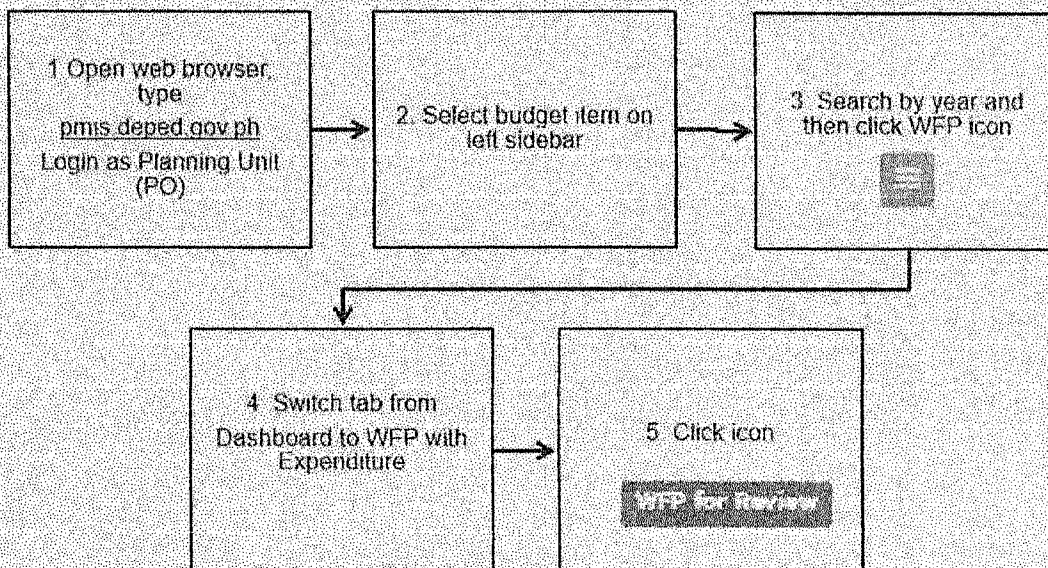 1 Open web browser,
type
pmis.deped.gov.ph
Login as Planning Unit
(PO)
2. Select budget item on
left sidebar
3 Search by year and
then click WFP icon
4 Switch tab from
Dashboard to WFP with
Expenditure
5 Click icon
WFP for Review